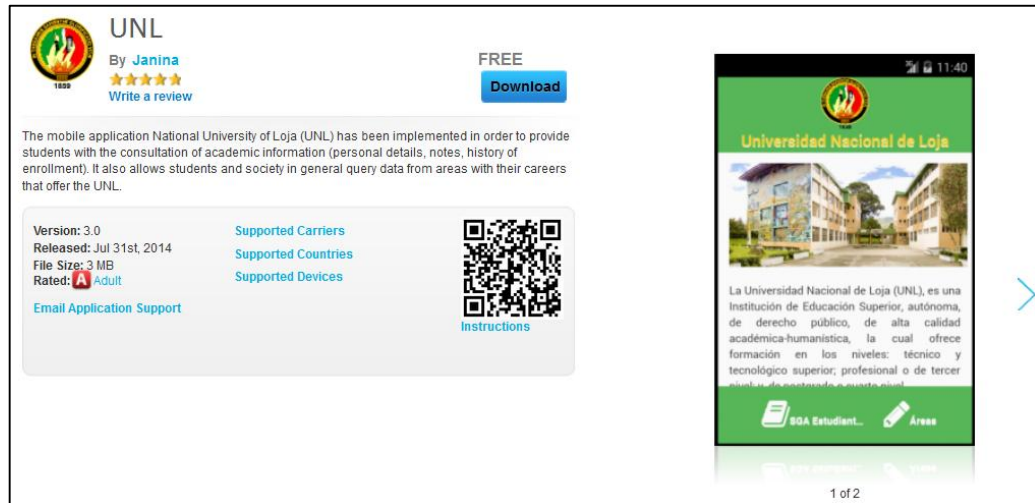 UNL
By Janina
Write a review
FREE
Download
The mobile application National University of Loja (UNL) has been implemented in order to provide
students with the consultation of academic information (personal details, notes, history of
enrollment). It also allows students and society in general query data from areas with their careers
that offer the UNL.
Version: 3.0
Released: Jul 31st, 2014
File Size: 3 MB
Rated: A Adult
Email Application Support
Supported Carriers
Supported Countries
Supported Devices
Instructions
11:40
Universidad Nacional de Loja
La Universidad Nacional de Loja (UNL), es una
Institución de Educación Superior, autónoma,
de derecho público, de alta calidad
académica-humanística, la cual ofrece
formación en los niveles: técnico y
tecnológico superior; profesional o de tercer
nivel; y, de postgrado o cuarto nivel
SGA Estudiant...
Áreas
1 of 2
1859